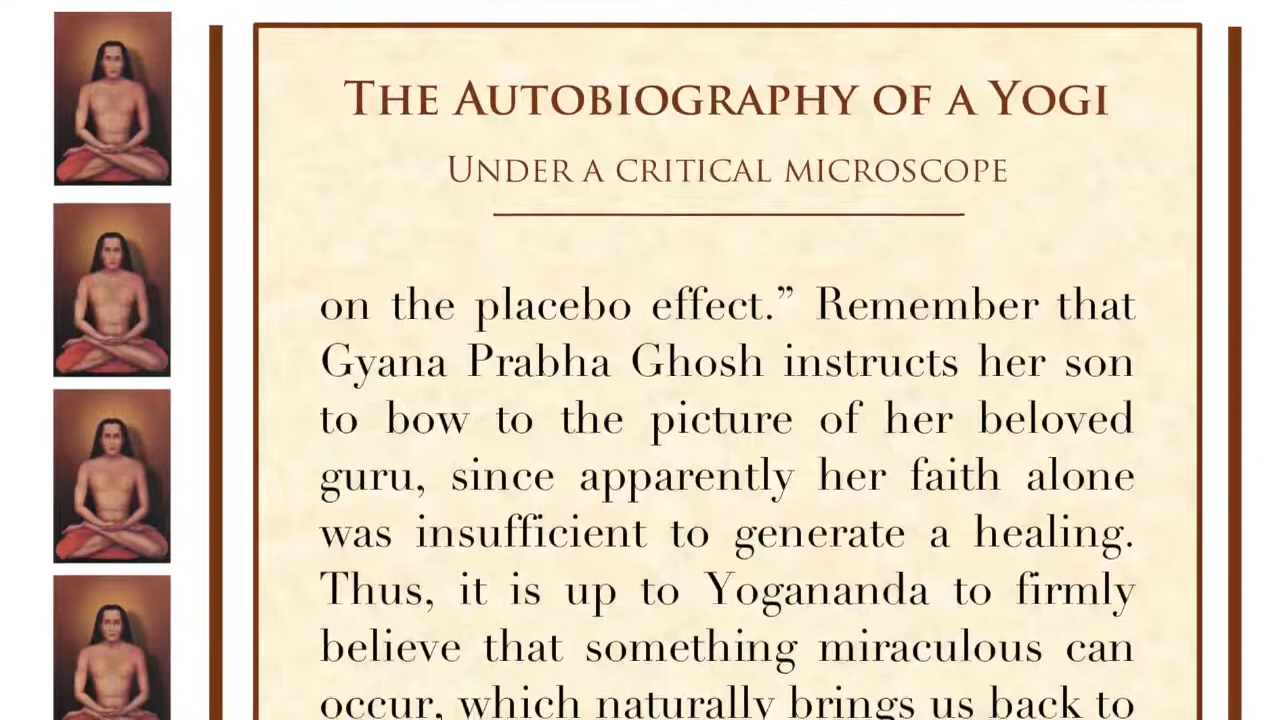 THE AUTOBIOGRAPHY OF A YOGI
UNDER A CRITICAL MICROSCOPE
on the placebo effect.” Remember that
Gyana Prabha Ghosh instructs her son
to bow to the picture of her beloved
guru, since apparently her faith alone
was insufficient to generate a healing.
Thus, it is up to Yogananda to firmly
believe that something miraculous can
occur, which naturally brings us back to